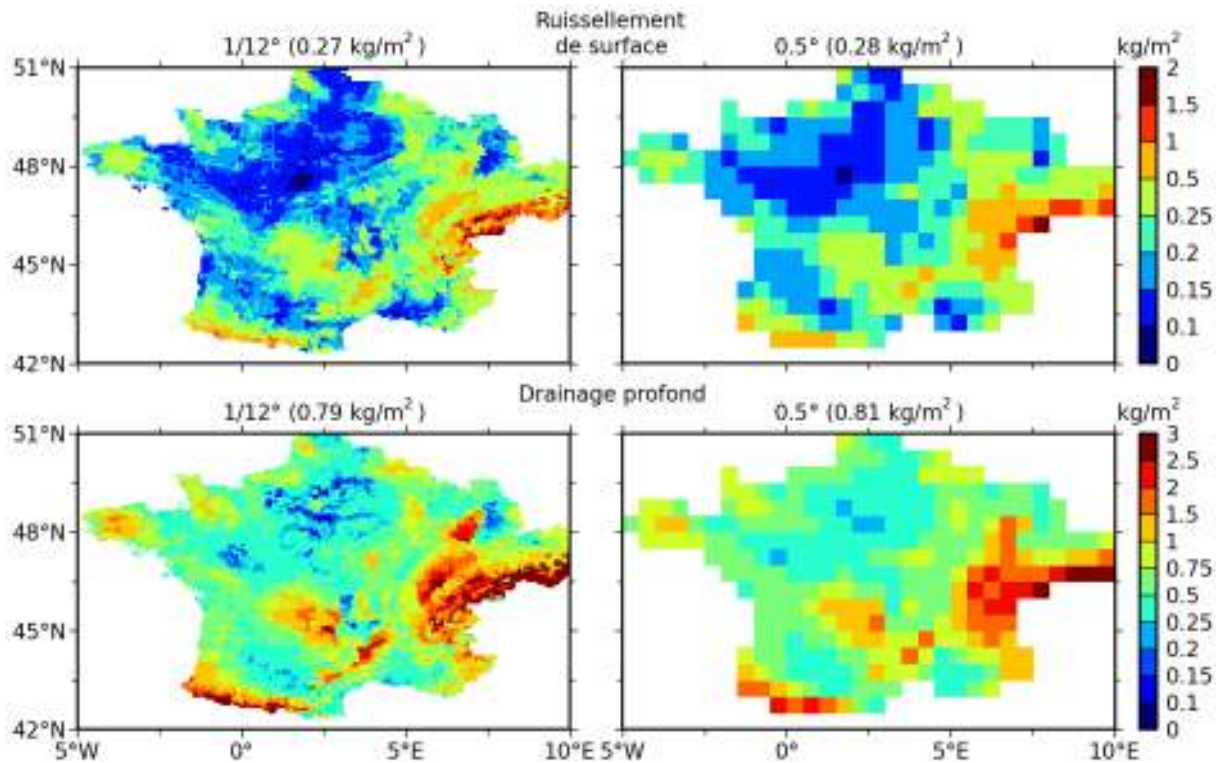 Ruissellement
de surface
1/12° (0.27 kg/m²)
0.5° (0.28 kg/m²)
kg/m²
51°N
48°N
45°N
42°N
2
1.5
1
0.5
0.25
0.2
0.15
0.1
0
Drainage profond
1/12° (0.79 kg/m²)
0.5° (0.81 kg/m²)
kg/m²
51°N
48°N
45°N
42°N
5°W
0°
5°E
10°E
5°W
0°
5°E
10°E
3
2.5
2
1.5
1
0.75
0.5
0.25
0.2
0.15
0.1
0